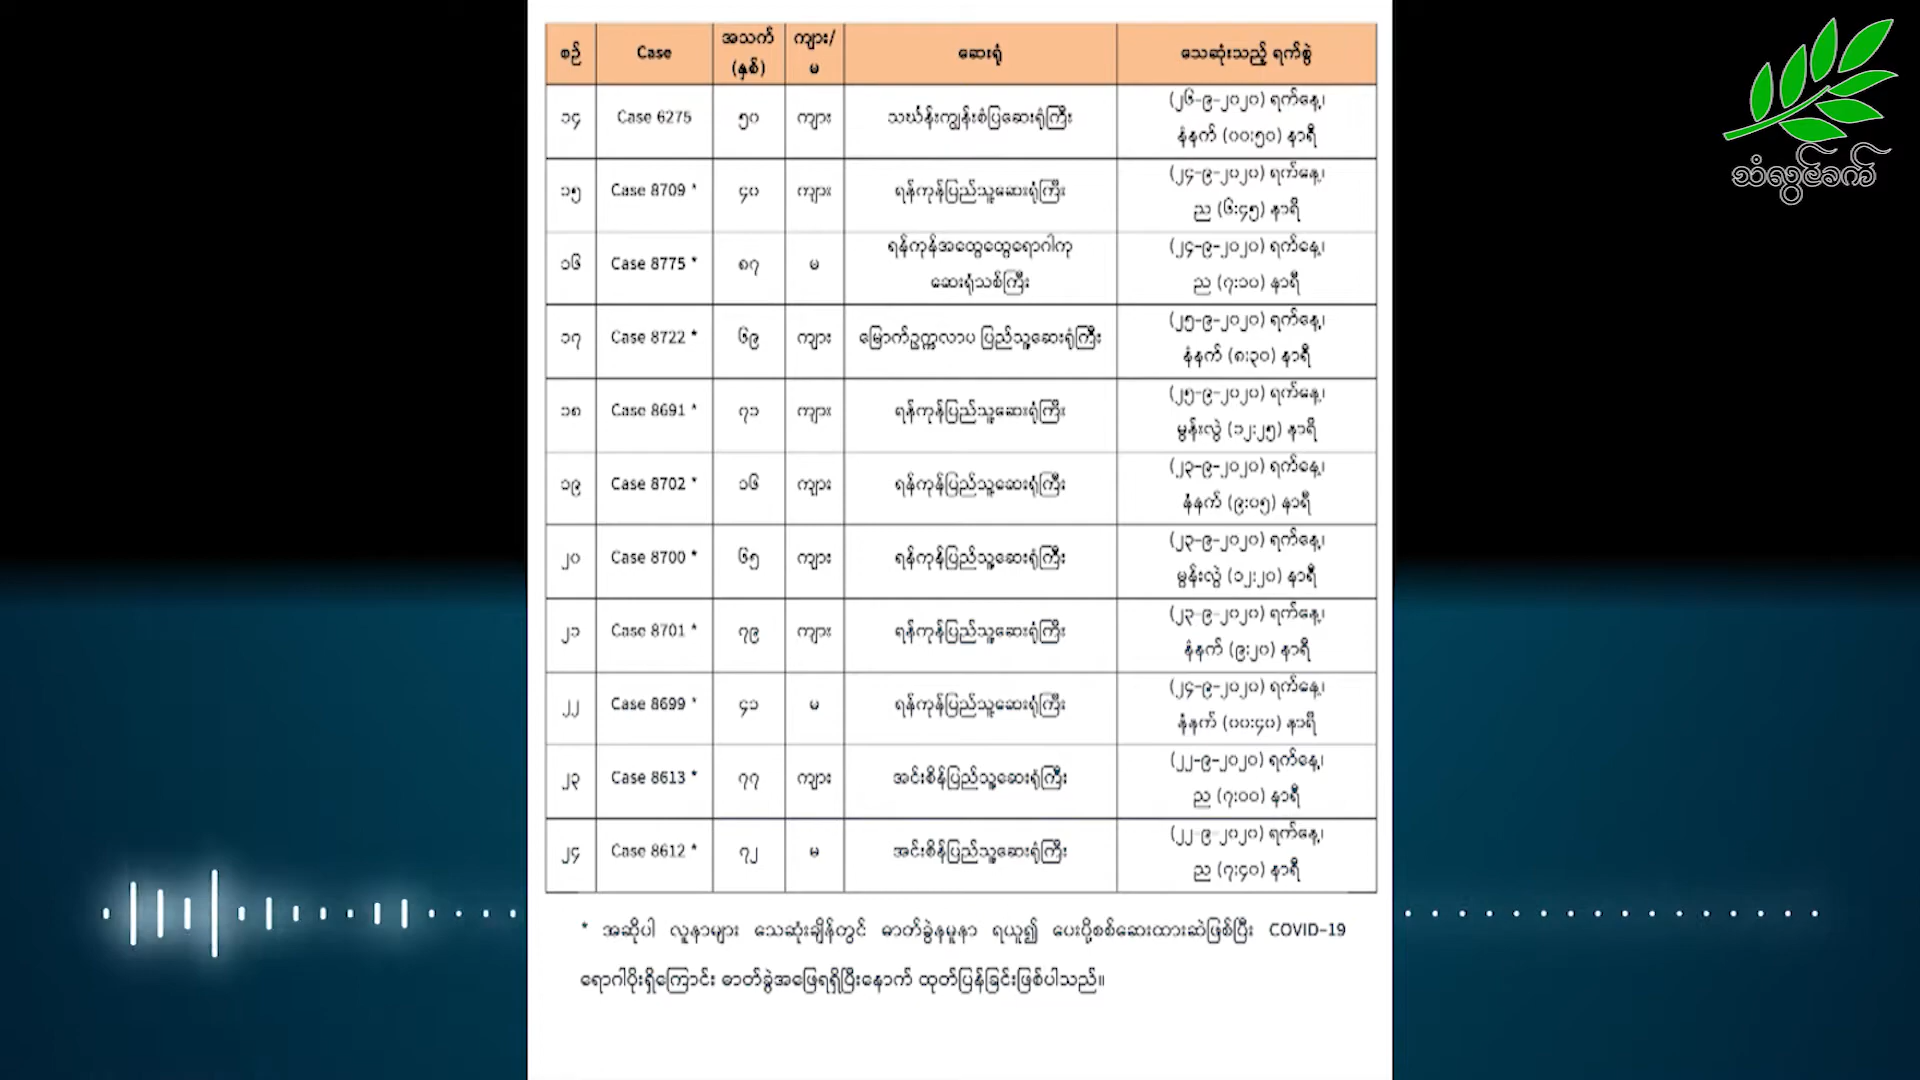 စဉ် Case အသက် (နှစ်) ကျား/မ ဆေးရုံ သေဆုံးသည့် ရက်စွဲ
၁၄ Case 6275 ၅၀ ကျား သင်္ဃန်းကျွန်းစံပြဆေးရုံကြီး (၂၆-၉-၂၀၂၀) ရက်နေ့၊
နံနက် (၀၀:၅၀) နာရီ
၁၅ Case 8709 * ၄၀ ကျား ရန်ကုန်ပြည်သူ့ဆေးရုံကြီး (၂၄-၉-၂၀၂၀) ရက်နေ့၊
ည (၆:၄၅) နာရီ
၁၆ Case 8775 * ၈၇ မ ရန်ကုန်အထွေထွေရောဂါကု
ဆေးရုံသစ်ကြီး (၂၄-၉-၂၀၂၀) ရက်နေ့၊
ည (၇:၁၀) နာရီ
၁၇ Case 8722 * ၆၉ ကျား မြောက်ဥက္ကလာပ ပြည်သူ့ဆေးရုံကြီး (၂၅-၉-၂၀၂၀) ရက်နေ့၊
နံနက် (၈:၃၀) နာရီ
၁၈ Case 8691 * ၇၁ ကျား ရန်ကုန်ပြည်သူ့ဆေးရုံကြီး (၂၅-၉-၂၀၂၀) ရက်နေ့၊
မွန်းလွဲ (၁၂:၂၅) နာရီ
၁၉ Case 8702 * ၁၆ ကျား ရန်ကုန်ပြည်သူ့ဆေးရုံကြီး (၂၃-၉-၂၀၂၀) ရက်နေ့၊
နံနက် (၉:၀၅) နာရီ
၂၀ Case 8700 * ၆၅ ကျား ရန်ကုန်ပြည်သူ့ဆေးရုံကြီး (၂၃-၉-၂၀၂၀) ရက်နေ့၊
မွန်းလွဲ (၁၂:၂၀) နာရီ
၂၁ Case 8701 * ၇၉ ကျား ရန်ကုန်ပြည်သူ့ဆေးရုံကြီး (၂၃-၉-၂၀၂၀) ရက်နေ့၊
နံနက် (၉:၂၀) နာရီ
၂၂ Case 8699 * ၄၁ မ ရန်ကုန်ပြည်သူ့ဆေးရုံကြီး (၂၄-၉-၂၀၂၀) ရက်နေ့၊
နံနက် (၀၀:၄၀) နာရီ
၂၃ Case 8613 * ၇၇ ကျား အင်းစိန်ပြည်သူ့ဆေးရုံကြီး (၂၂-၉-၂၀၂၀) ရက်နေ့၊
ည (၇:၀၀) နာရီ
၂၄ Case 8612 * ၇၂ မ အင်းစိန်ပြည်သူ့ဆေးရုံကြီး (၂၂-၉-၂၀၂၀) ရက်နေ့၊
ည (၇:၄၀) နာရီ
* အဆိုပါ လူနာများ သေဆုံးချိန်တွင် ဓာတ်ခွဲနမူနာ ရယူ၍ ပေးပို့စစ်ဆေးထားဆဲဖြစ်ပြီး COVID-19
ရောဂါပိုးရှိကြောင်း ဓာတ်ခွဲအဖြေရရှိပြီးနောက် ထုတ်ပြန်ခြင်းဖြစ်ပါသည်။
သံလွင်ခက်